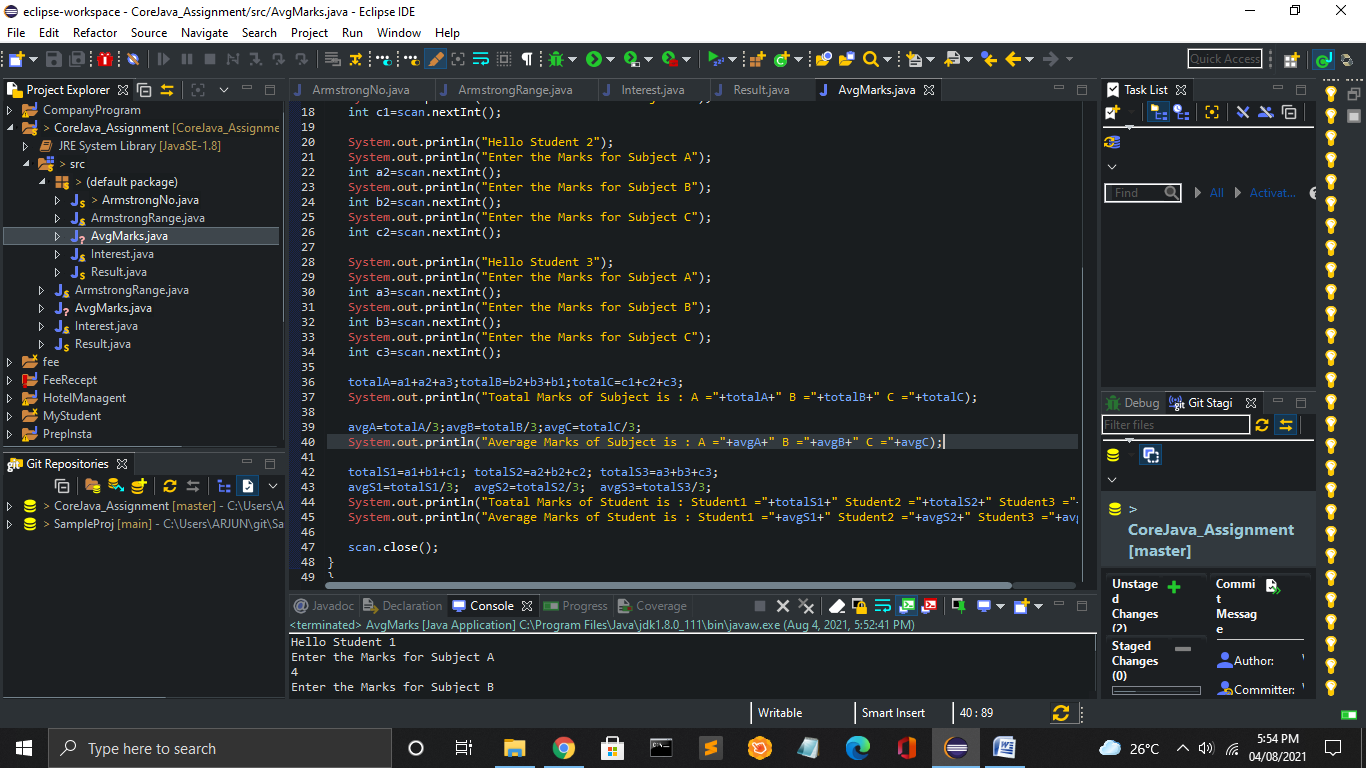 eclipse-workspace - CoreJava_Assignment/src/AvgMarks.java - Eclipse IDE
File Edit Refactor Source Navigate Search Project Run Window Help
Quick Access
Project Explorer
CompanyProgram
> CoreJava_Assignment [CoreJava_Assignme
JRE System Library [JavaSE-1.8]
> src
> (default package)
> ArmstrongNo.java
ArmstrongRange.java
AvgMarks.java
Interest.java
Result.java
ArmstrongRange.java
AvgMarks.java
Interest.java
Result.java
fee
FeeRecept
HotelManagent
MyStudent
PrepInsta
Git Repositories
> CoreJava_Assignment [master] - C:\Users\A
> SampleProj [main] - C:\Users\ARJUN\git\Sa
ArmstrongNo.java ArmstrongRange.java Interest.java Result.java AvgMarks.java
18 int c1=scan.nextInt();
19
20 System.out.println("Hello Student 2");
21 System.out.println("Enter the Marks for Subject A");
22 int a2=scan.nextInt();
23 System.out.println("Enter the Marks for Subject B");
24 int b2=scan.nextInt();
25 System.out.println("Enter the Marks for Subject C");
26 int c2=scan.nextInt();
27
28 System.out.println("Hello Student 3");
29 System.out.println("Enter the Marks for Subject A");
30 int a3=scan.nextInt();
31 System.out.println("Enter the Marks for Subject B");
32 int b3=scan.nextInt();
33 System.out.println("Enter the Marks for Subject C");
34 int c3=scan.nextInt();
35
36 totalA=a1+a2+a3;totalB=b2+b3+b1;totalC=c1+c2+c3;
37 System.out.println("Toatal Marks of Subject is : A ="+totalA+" B ="+totalB+" C ="+totalC);
38
39 avgA=totalA/3;avgB=totalB/3;avgC=totalC/3;
40 System.out.println("Average Marks of Subject is : A ="+avgA+" B ="+avgB+" C ="+avgC);
41
42 totalS1=a1+b1+c1; totalS2=a2+b2+c2; totalS3=a3+b3+c3;
43 avgS1=totalS1/3; avgS2=totalS2/3; avgS3=totalS3/3;
44 System.out.println("Toatal Marks of Student is : Student1 ="+totalS1+" Student2 ="+totalS2+" Student3 ="
45 System.out.println("Average Marks of Student is : Student1 ="+avgS1+" Student2 ="+avgS2+" Student3 ="+avg
46
47 scan.close();
48 }
49
Javadoc Declaration Console Progress Coverage
<terminated> AvgMarks [Java Application] C:\Program Files\Java\jdk1.8.0_111\bin\javaw.exe (Aug 4, 2021, 5:52:41 PM)
Hello Student 1
Enter the Marks for Subject A
4
Enter the Marks for Subject B
Task List
Find All Activat...
Debug Git Stagi
Filter files
>
CoreJava_Assignment
[master]
Unstage
d
Changes
(2)
Staged
Changes
(0)
Commi
t
Messag
e
Author:
Committer:
Writable Smart Insert 40 : 89
Type here to search
26°C
5:54 PM
04/08/2021